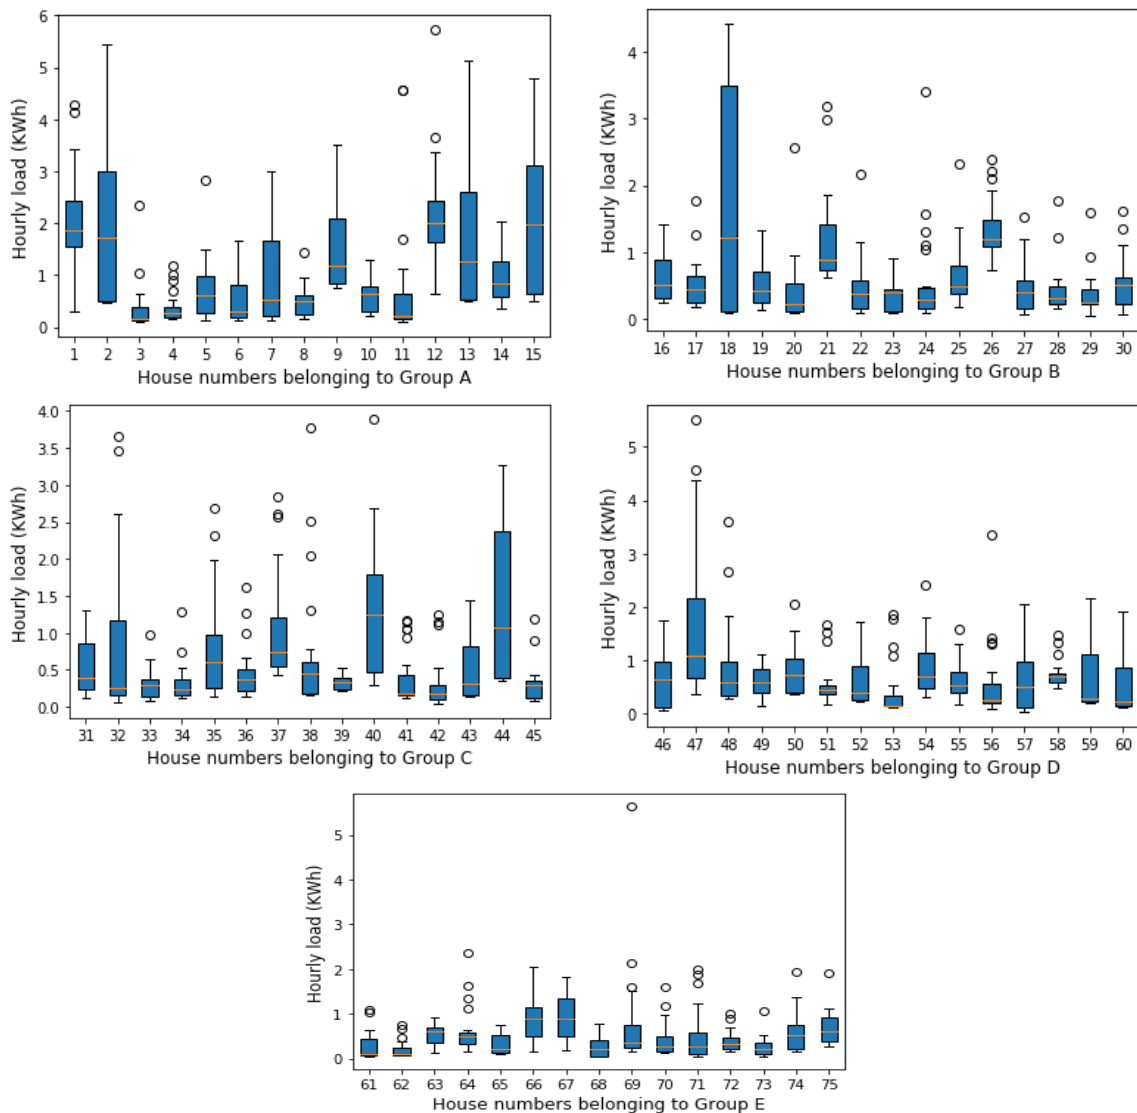 6
5
4
3
2
1
0
Hourly load (KWh)
1 2 3 4 5 6 7 8 9 10 11 12 13 14 15
House numbers belonging to Group A
4
3
2
1
0
Hourly load (KWh)
16 17 18 19 20 21 22 23 24 25 26 27 28 29 30
House numbers belonging to Group B
4.0
3.5
3.0
2.5
2.0
1.5
1.0
0.5
0.0
Hourly load (KWh)
31 32 33 34 35 36 37 38 39 40 41 42 43 44 45
House numbers belonging to Group C
5
4
3
2
1
0
Hourly load (KWh)
46 47 48 49 50 51 52 53 54 55 56 57 58 59 60
House numbers belonging to Group D
5
4
3
2
1
0
Hourly load (KWh)
61 62 63 64 65 66 67 68 69 70 71 72 73 74 75
House numbers belonging to Group E